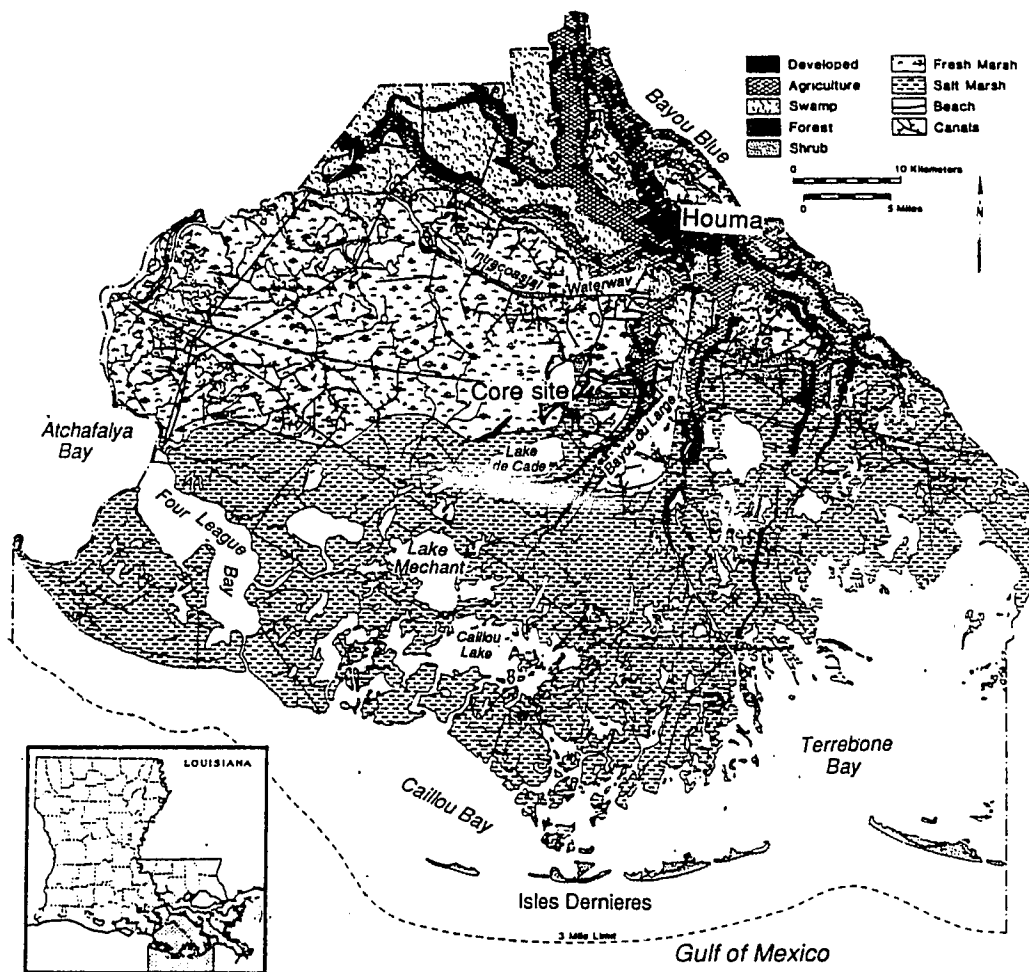 Developed
Agriculture
Swamp
Forest
Shrub
Fresh Marsh
Salt Marsh
Beach
Canals
0 10 Kilometers
0 5 Miles
N
Bayou Blue
Houma
Intracoastal
Waterway
Core site
Atchafalya
Bay
Lake
de Cade
Bayou du Large
Four League
Bay
Lake
Mechant
Caillou
Lake
Terrebone
Bay
Caillou Bay
LOUISIANA
Isles Dernieres
3 Mile Limit
Gulf of Mexico